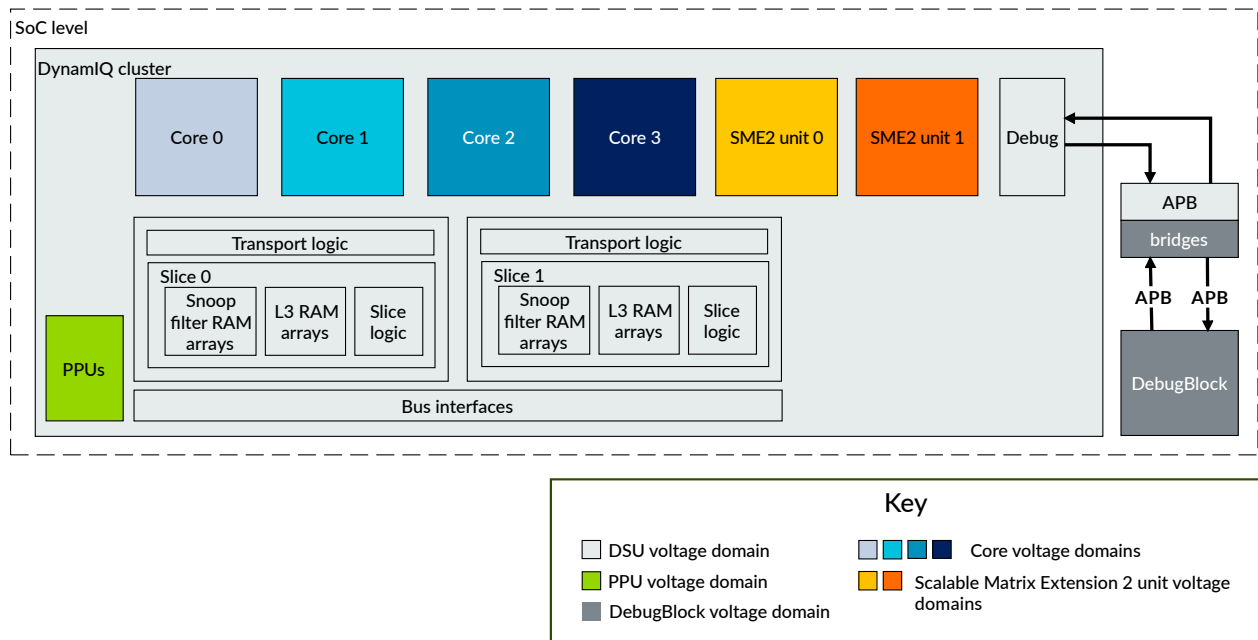 SoC level
DynamIQ cluster
Core 0
Core 1
Core 2
Core 3
SME2 unit 0
SME2 unit 1
Debug
APB
bridges
APB
APB
DebugBlock
Transport logic
Slice 0
Snoop
filter RAM
arrays
L3 RAM
arrays
Slice
logic
Transport logic
Slice 1
Snoop
filter RAM
arrays
L3 RAM
arrays
Slice
logic
PPUs
Bus interfaces
Key
DSU voltage domain
PPU voltage domain
DebugBlock voltage domain
Core voltage domains
Scalable Matrix Extension 2 unit voltage
domains